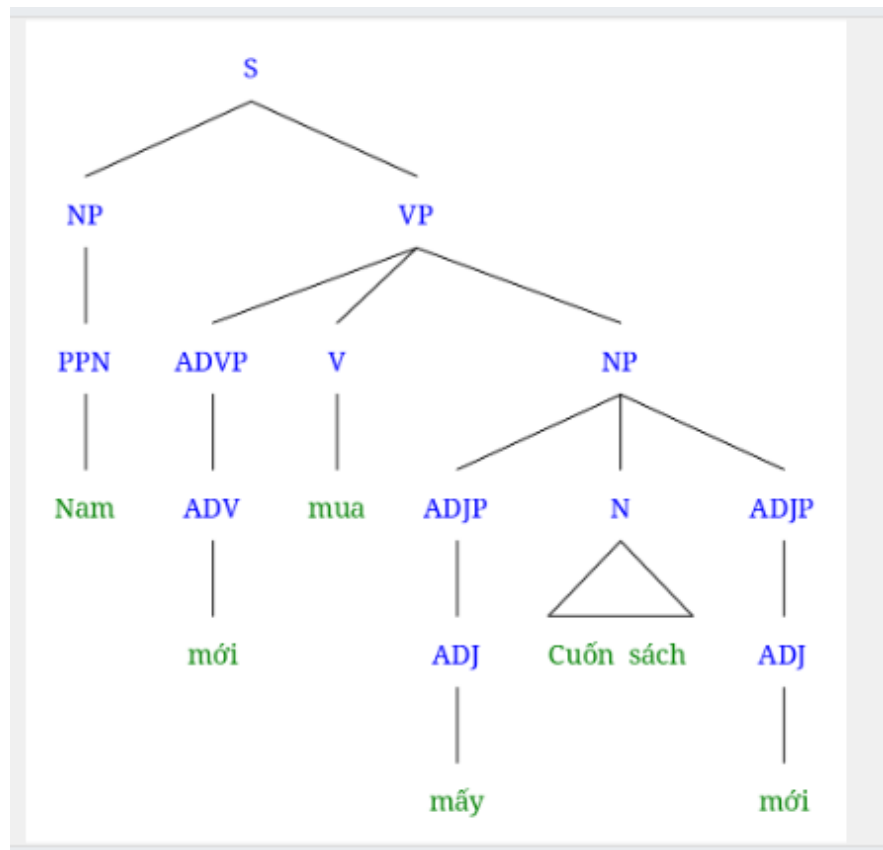 S
NP VP
PPN ADVP V NP
Nam ADV mua ADJP N ADJP
mới ADJ Cuốn sách ADJ
mấy mới